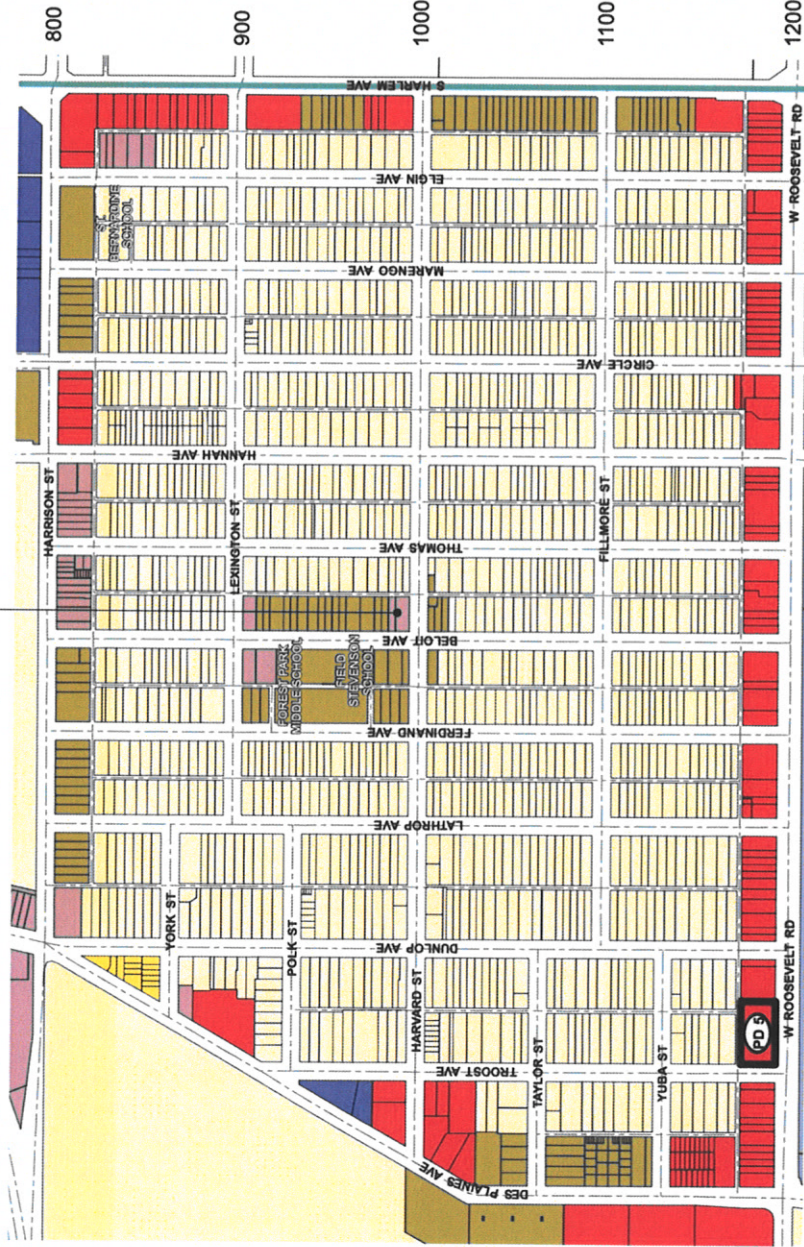 800
900
1000
1100
1200
S HARLEM AVE
ELGIN AVE
ST.
BERNARDINE
SCHOOL
MARENGO AVE
CIRCLE AVE
HANNAH AVE
HARRISON ST
LEXINGTON ST
FILLMORE ST
THOMAS AVE
BELOIT AVE
FOREST PARK
MIDDLE SCHOOL
FIELD
STEVENSON
SCHOOL
FERDINAND AVE
LATHROP AVE
YORK ST
POLK ST
DUNLOP AVE
HARVARD ST
TAYLOR ST
YUBA ST
TROOST AVE
DES PLAINES AVE
PD 5
W ROOSEVELT RD
W ROOSEVELT RD